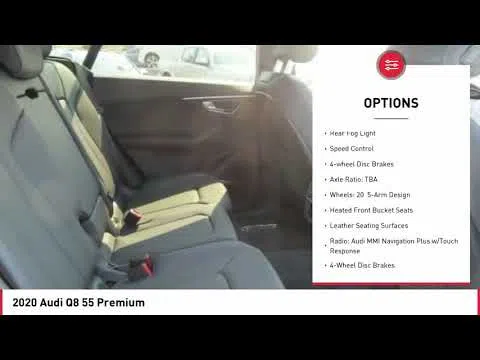 OPTIONS
Rear Fog Light
Speed Control
4-wheel Disc Brakes
Axle Ratio: TBA
Wheels: 20 5-Arm Design
Heated Front Bucket Seats
Leather Seating Surfaces
Radio: Audi MMI Navigation Plus w/Touch
Response
4-Wheel Disc Brakes
2020 Audi Q8 55 Premium